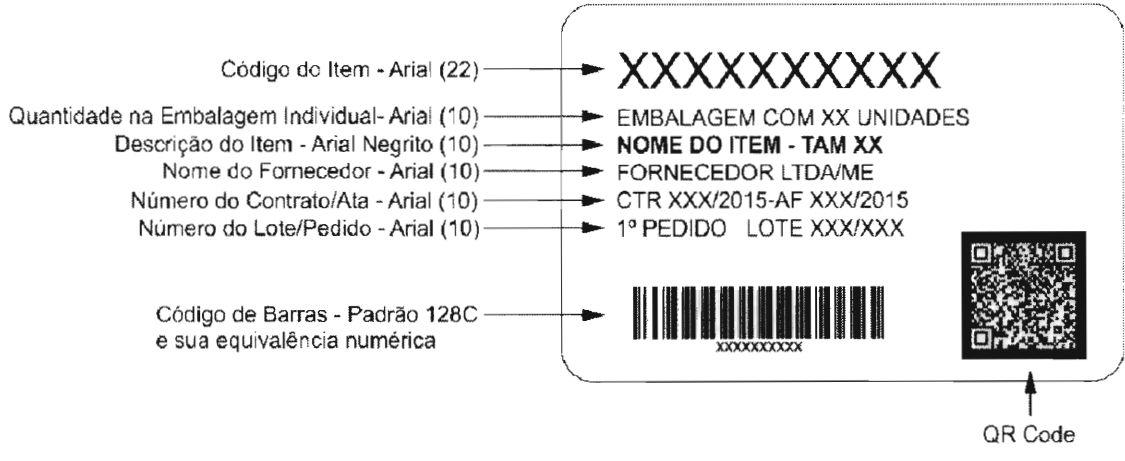 Código do Item - Arial (22)
XXXXXXXXXX
Quantidade na Embalagem Individual- Arial (10)
EMBALAGEM COM XX UNIDADES
Descrição do Item - Arial Negrito (10)
NOME DO ITEM - TAM XX
Nome do Fornecedor - Arial (10)
FORNECEDOR LTDA/ME
Número do Contrato/Ata - Arial (10)
CTR XXX/2015-AF XXX/2015
Número do Lote/Pedido - Arial (10)
1º PEDIDO LOTE XXX/XXX
Código de Barras - Padrão 128C
e sua equivalência numérica
XXXXXXXXXX
QR Code